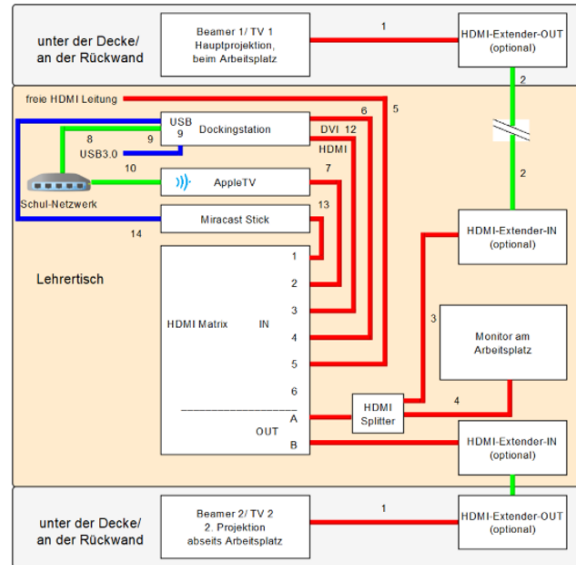 unter der Decke/
an der Rückwand
Beamer 1/ TV 1
Hauptprojektion,
beim Arbeitsplatz
1
HDMI-Extender-OUT
(optional)
2
freie HDMI Leitung
6
5
USB
9
Dockingstation
DVI 12
HDMI
8
9
USB3.0
10
AppleTV
7
2
Schul-Netzwerk
Miracast Stick
13
14
HDMI-Extender-IN
(optional)
Lehrertisch
HDMI Matrix
IN
1
2
3
4
5
6
A
OUT
B
3
Monitor am
Arbeitsplatz
HDMI
Splitter
4
HDMI-Extender-IN
(optional)
unter der Decke/
an der Rückwand
Beamer 2/ TV 2
2. Projektion
abseits Arbeitsplatz
1
HDMI-Extender-OUT
(optional)